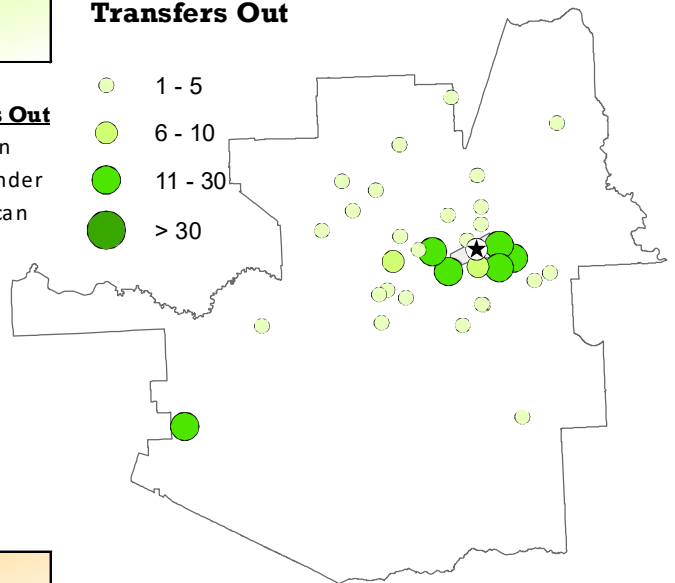 Transfers Out
1 - 5
s Out
6 - 10
n
nder
11 - 30
can
> 30